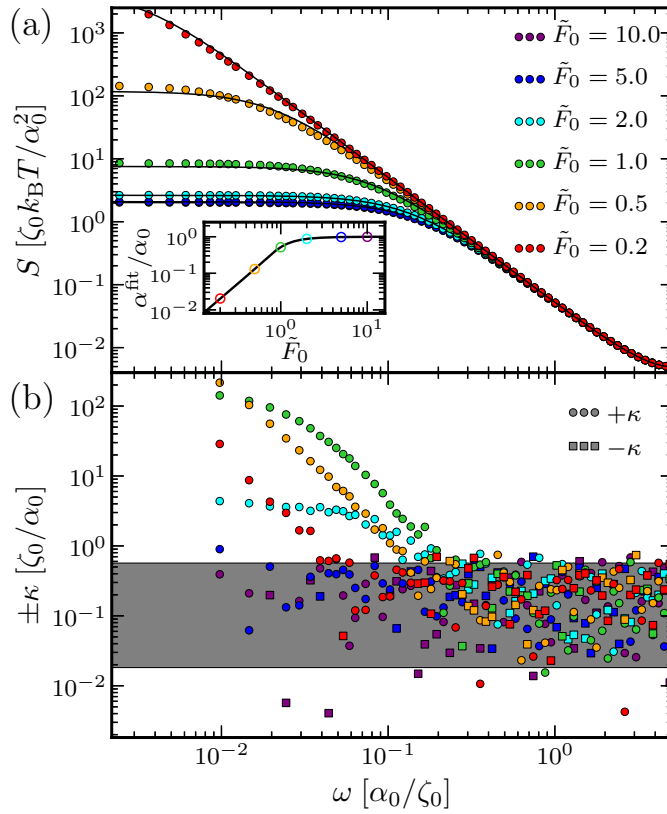 (a)
10³
10²
10¹
10⁰
10⁻¹
10⁻²
S [ζ₀k_BT/α₀²]
F̃₀ = 10.0
F̃₀ = 5.0
F̃₀ = 2.0
F̃₀ = 1.0
F̃₀ = 0.5
F̃₀ = 0.2
α^fit/α₀
10⁰
10⁻¹
10⁻²
10⁰ 10¹
F̃₀
(b)
10²
10¹
10⁰
10⁻¹
10⁻²
±κ [ζ₀/α₀]
+κ
−κ
10⁻² 10⁻¹ 10⁰
ω [α₀/ζ₀]